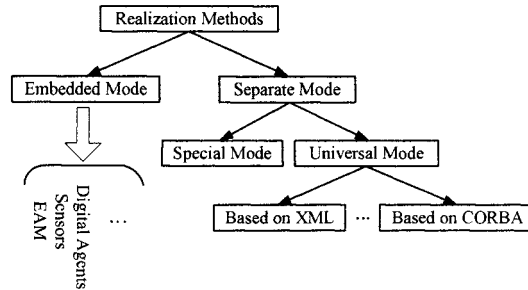 Realization Methods
Embedded Mode
Separate Mode
Special Mode
Universal Mode
Based on XML
...
Based on CORBA
...
Digital Agents
Sensors
EAM